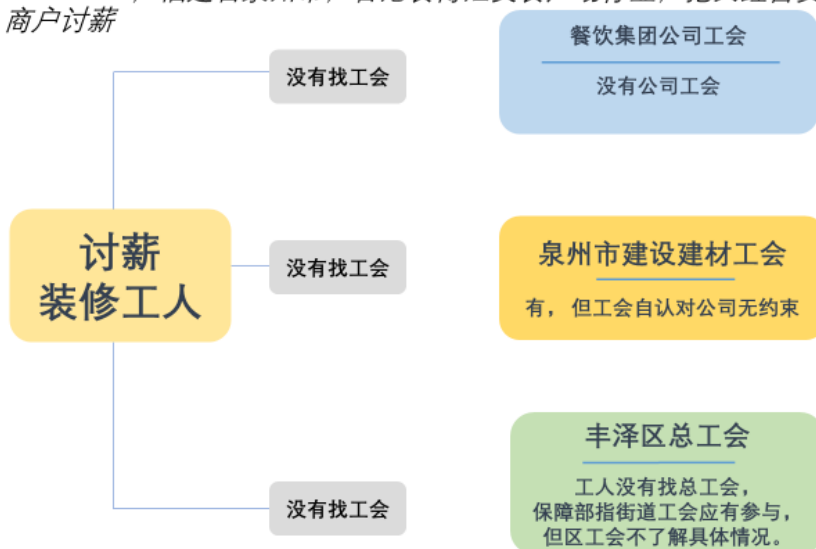 商户讨薪
没有找工会
餐饮集团公司工会
没有公司工会
讨薪
装修工人
没有找工会
泉州市建设建材工会
有，但工会自认对公司无约束
没有找工会
丰泽区总工会
工人没有找总工会，
保障部指街道工会应有参与，
但区工会不了解具体情况。